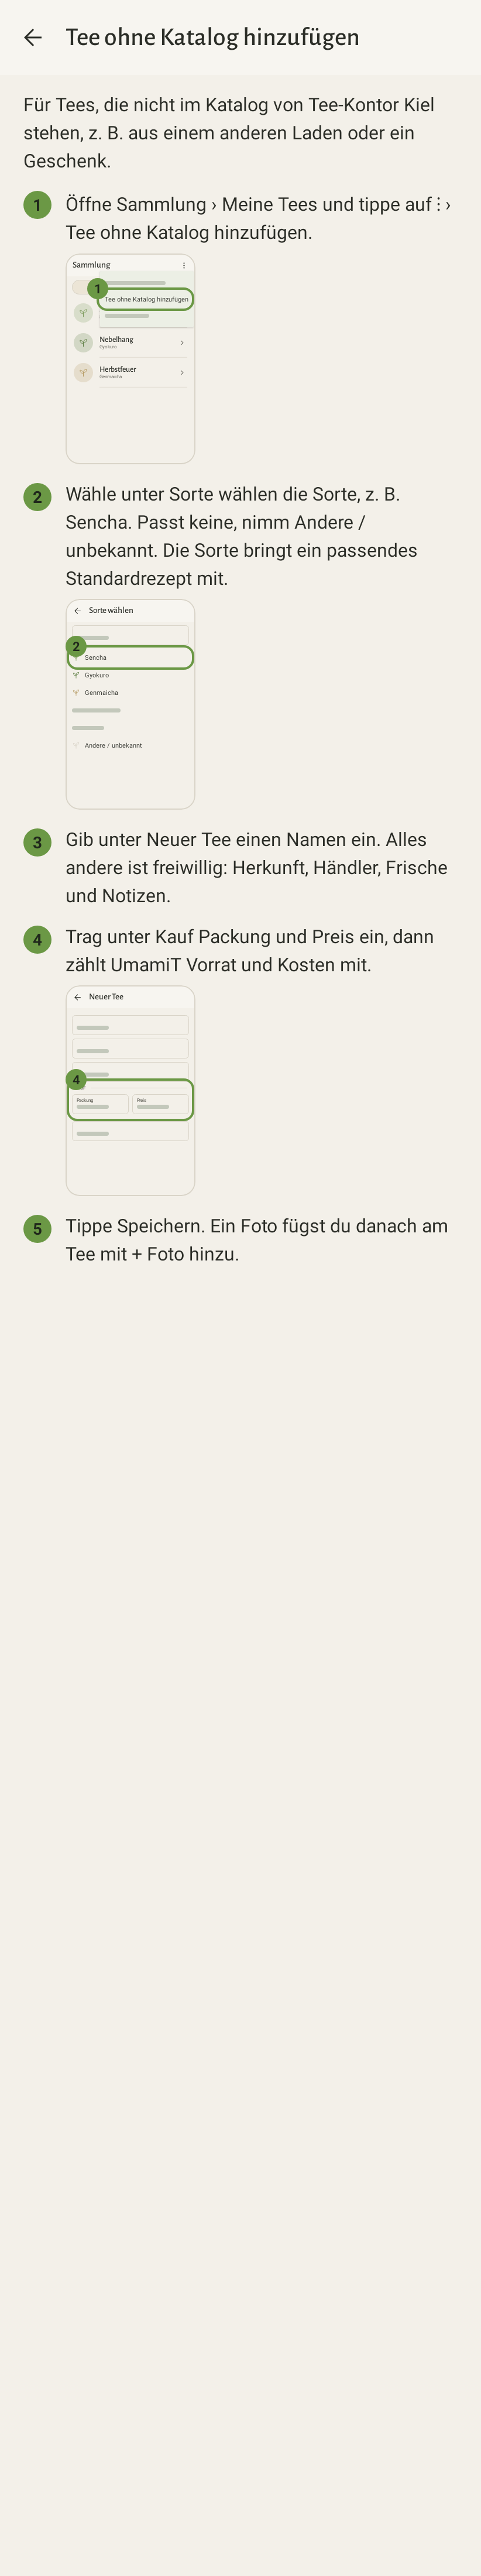 Tee ohne Katalog hinzufügen
Für Tees, die nicht im Katalog von Tee-Kontor Kiel
stehen, z. B. aus einem anderen Laden oder ein
Geschenk.
1
Öffne Sammlung › Meine Tees und tippe auf ⋮ ›
Tee ohne Katalog hinzufügen.
Sammlung
1
Tee ohne Katalog hinzufügen
Nebelhang
Gyokuro
Herbstfeuer
Genmaicha
2
Wähle unter Sorte wählen die Sorte, z. B.
Sencha. Passt keine, nimm Andere /
unbekannt. Die Sorte bringt ein passendes
Standardrezept mit.
Sorte wählen
2
Sencha
Gyokuro
Genmaicha
Andere / unbekannt
3
Gib unter Neuer Tee einen Namen ein. Alles
andere ist freiwillig: Herkunft, Händler, Frische
und Notizen.
4
Trag unter Kauf Packung und Preis ein, dann
zählt UmamiT Vorrat und Kosten mit.
Neuer Tee
4
Packung
Preis
5
Tippe Speichern. Ein Foto fügst du danach am
Tee mit + Foto hinzu.